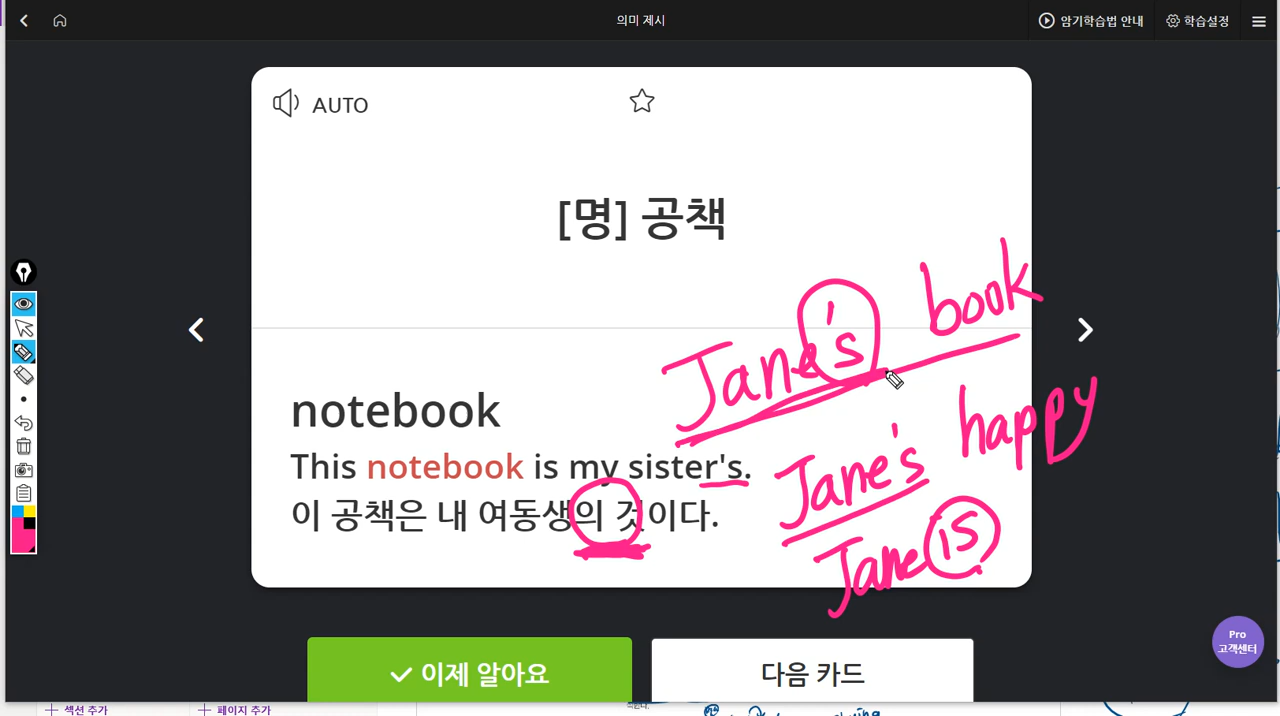 의미 제시
암기학습법 안내
학습설정
AUTO
[명] 공책
Jane's book
notebook
Jane's happy
This notebook is my sister's.
이 공책은 내 여동생의 것이다.
Jane is
이제 알아요
다음 카드
Pro
고객센터
섹션 추가
페이지 추가